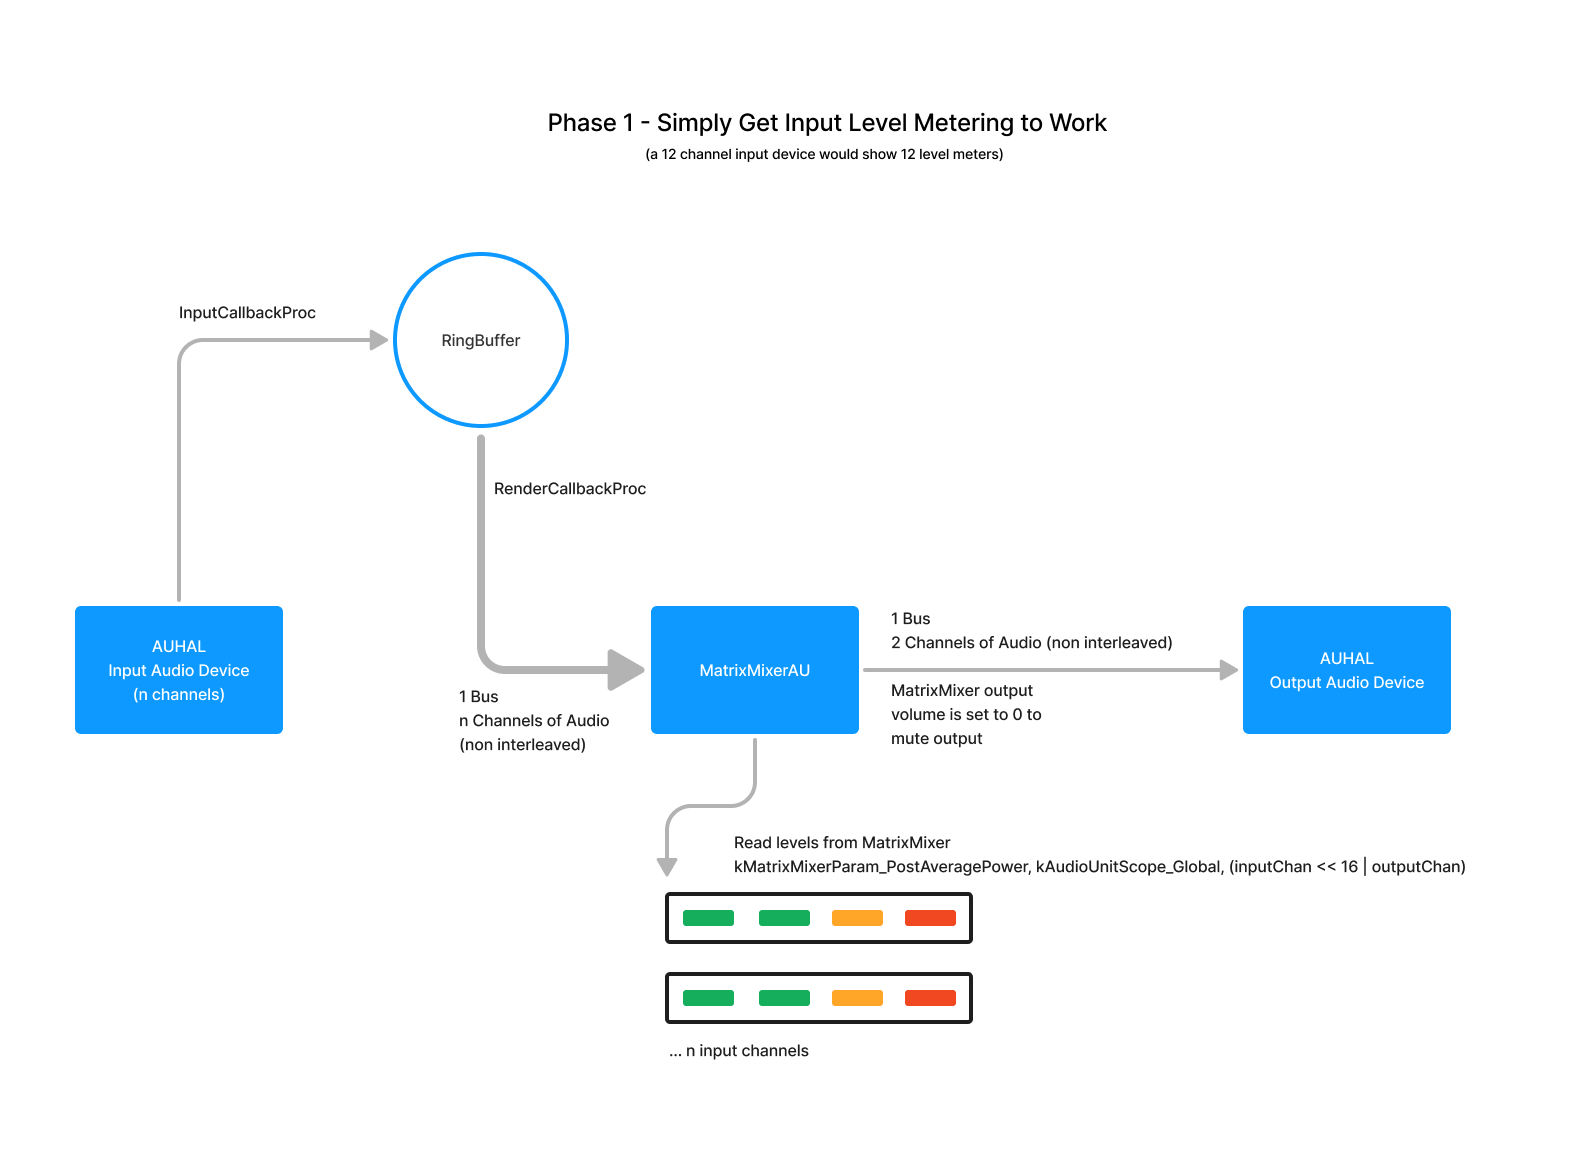 Phase 1 - Simply Get Input Level Metering to Work
(a 12 channel input device would show 12 level meters)
InputCallbackProc
RingBuffer
RenderCallbackProc
AUHAL
Input Audio Device
(n channels)
1 Bus
n Channels of Audio
(non interleaved)
MatrixMixerAU
1 Bus
2 Channels of Audio (non interleaved)
MatrixMixer output
volume is set to 0 to
mute output
AUHAL
Output Audio Device
Read levels from MatrixMixer
kMatrixMixerParam_PostAveragePower, kAudioUnitScope_Global, (inputChan << 16 | outputChan)
... n input channels